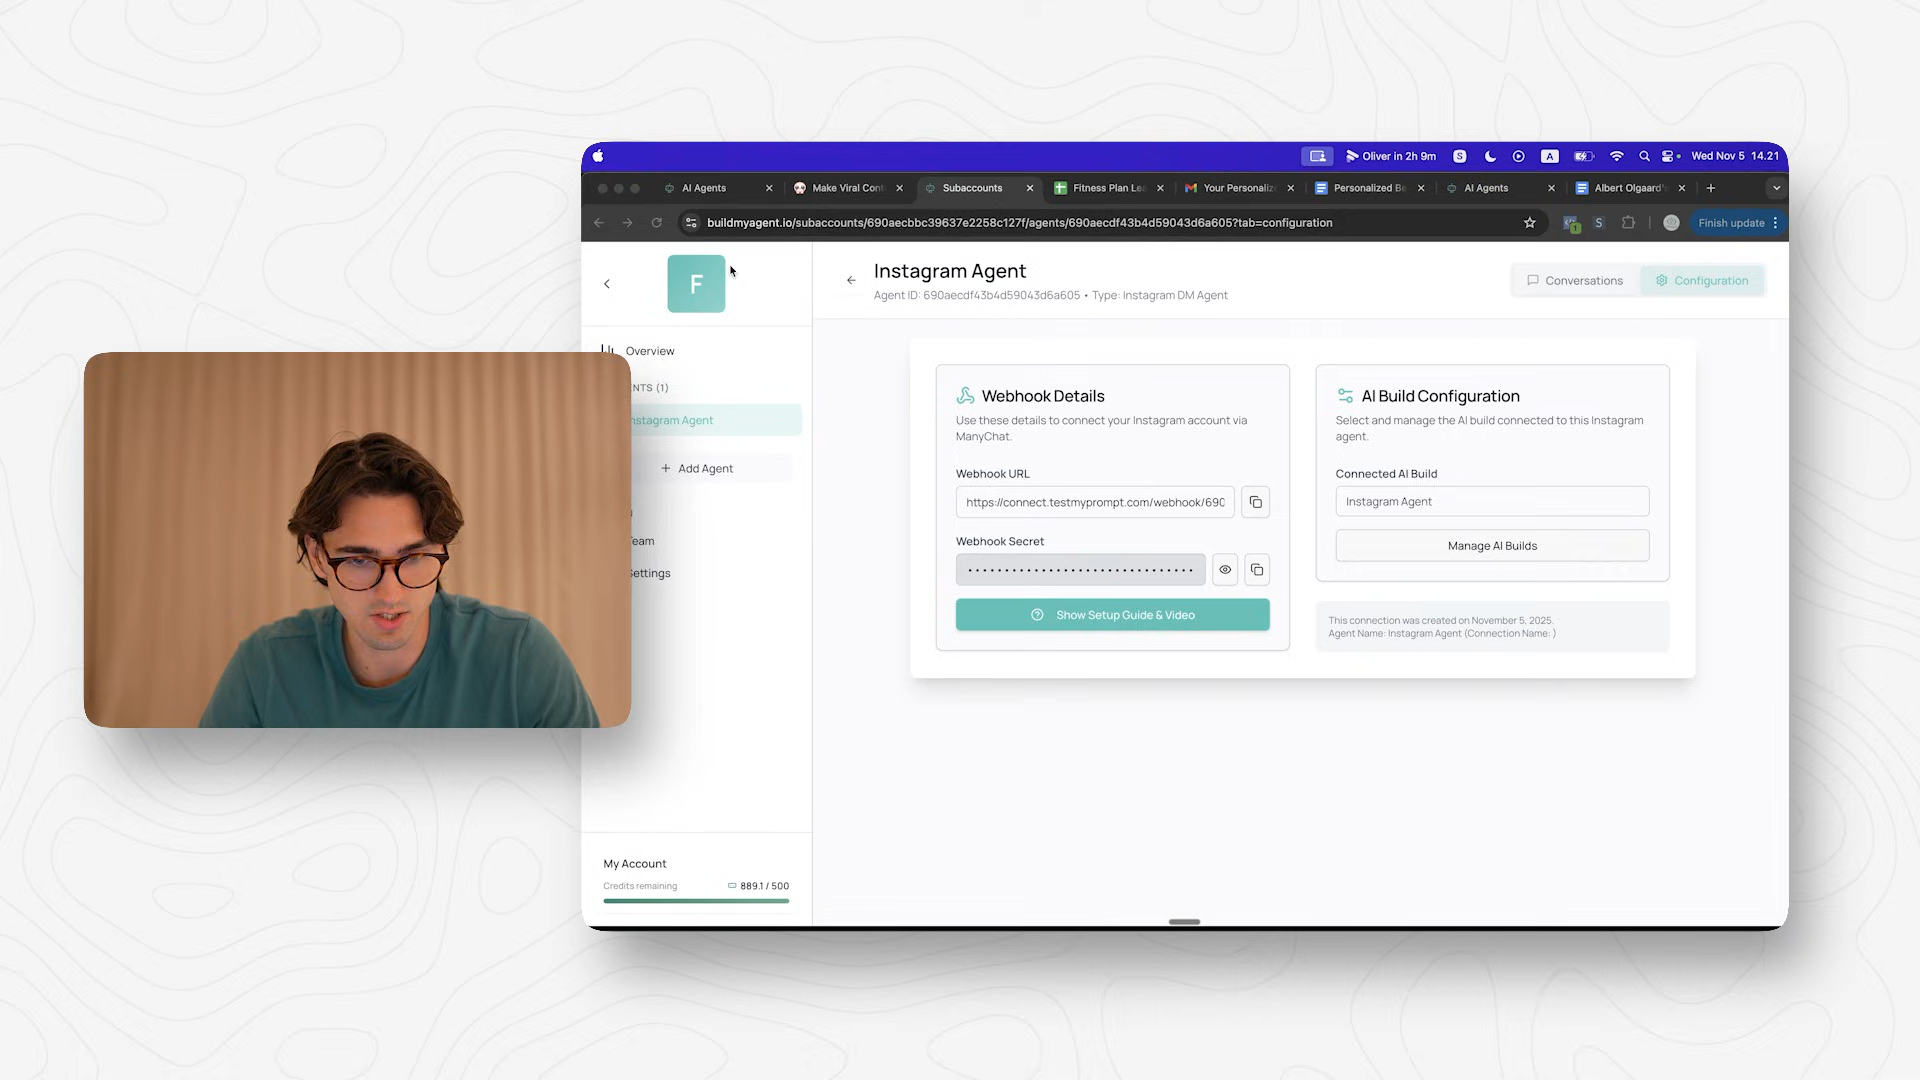 Oliver in 2h 9m
S
A
Wed Nov 5 14.21
AI Agents
Make Viral Cont
Subaccounts
Fitness Plan Lea
Your Personaliz
Personalized Be
AI Agents
Albert Olgaard's
buildmyagent.io/subaccounts/690aecbbc39637e2258c127f/agents/690aecdf43b4d59043d6a605?tab=configuration
1
S
Finish update
F
Instagram Agent
Agent ID: 690aecdf43b4d59043d6a605 • Type: Instagram DM Agent
Conversations
Configuration
Overview
NTS (1)
nstagram Agent
+ Add Agent
Team
Settings
Webhook Details
Use these details to connect your Instagram account via
ManyChat.
Webhook URL
https://connect.testmyprompt.com/webhook/690
Webhook Secret
Show Setup Guide & Video
AI Build Configuration
Select and manage the AI build connected to this Instagram
agent.
Connected AI Build
Instagram Agent
Manage AI Builds
This connection was created on November 5, 2025.
Agent Name: Instagram Agent (Connection Name: )
My Account
Credits remaining
889.1 / 500